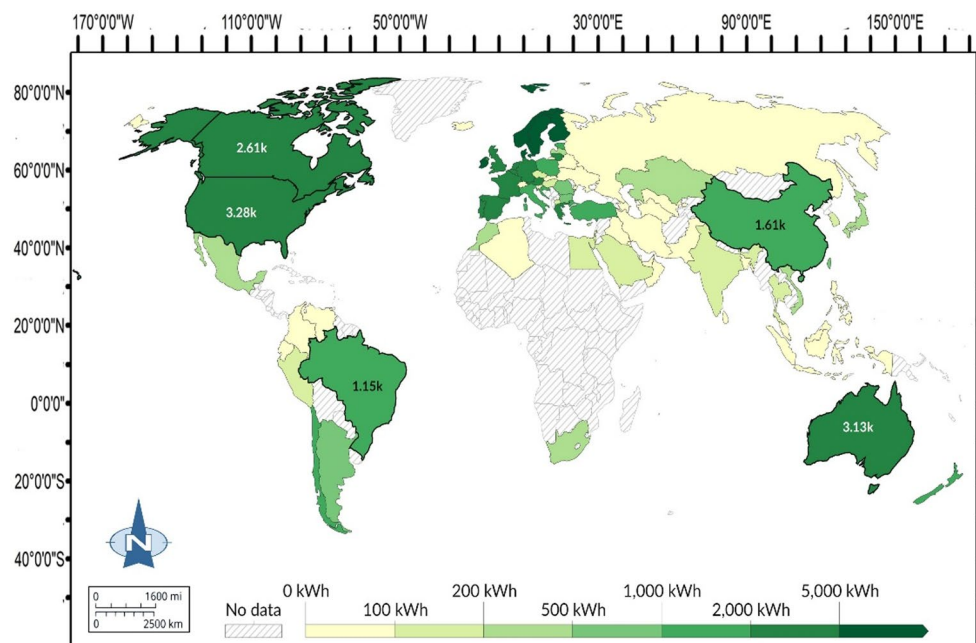 170°0'0"W 110°0'0"W 50°0'0"W 30°0'0"E 90°0'0"E 150°0'0"E
80°0'0"N
60°0'0"N
40°0'0"N
20°0'0"N
0°0'0"
20°0'0"S
40°0'0"S
2.61k
3.28k
1.61k
1.15k
3.13k
N
0 1600 mi
0 2500 km
No data
0 kWh 200 kWh 1,000 kWh 5,000 kWh
100 kWh 500 kWh 2,000 kWh